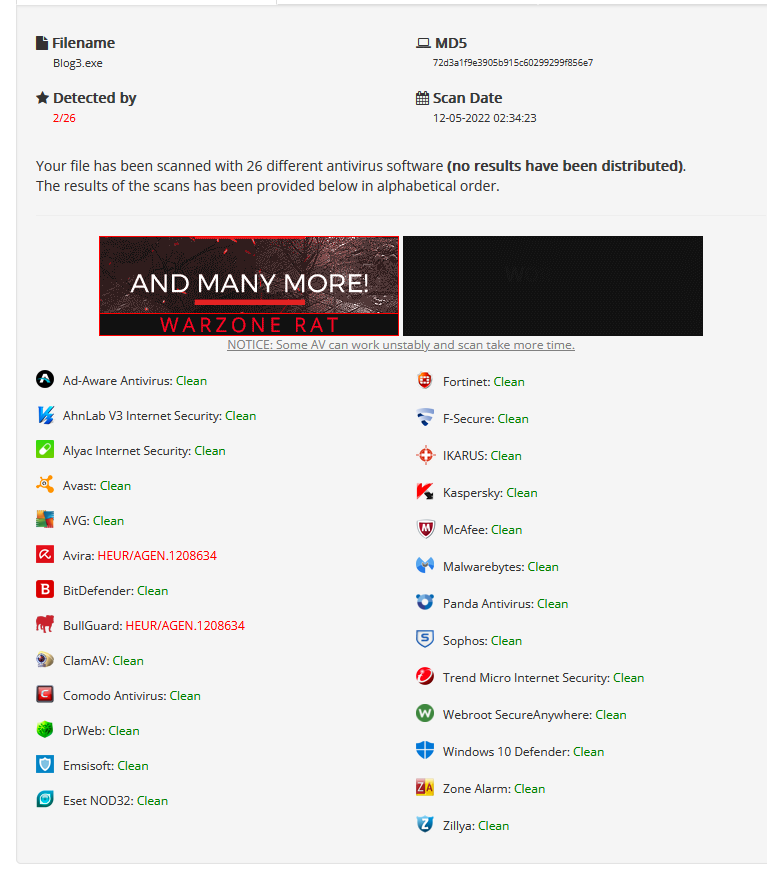 Filename
Blog3.exe
MD5
72d3a1f9e3905b915c60299299f856e7
Detected by
2/26
Scan Date
12-05-2022 02:34:23
Your file has been scanned with 26 different antivirus software (no results have been distributed).
The results of the scans has been provided below in alphabetical order.
AND MANY MORE!
WARZONE RAT
NOTICE: Some AV can work unstably and scan take more time.
Ad-Aware Antivirus: Clean
AhnLab V3 Internet Security: Clean
Alyac Internet Security: Clean
Avast: Clean
AVG: Clean
Avira: HEUR/AGEN.1208634
BitDefender: Clean
BullGuard: HEUR/AGEN.1208634
ClamAV: Clean
Comodo Antivirus: Clean
DrWeb: Clean
Emsisoft: Clean
Eset NOD32: Clean
Fortinet: Clean
F-Secure: Clean
IKARUS: Clean
Kaspersky: Clean
McAfee: Clean
Malwarebytes: Clean
Panda Antivirus: Clean
Sophos: Clean
Trend Micro Internet Security: Clean
Webroot SecureAnywhere: Clean
Windows 10 Defender: Clean
Zone Alarm: Clean
Zillya: Clean